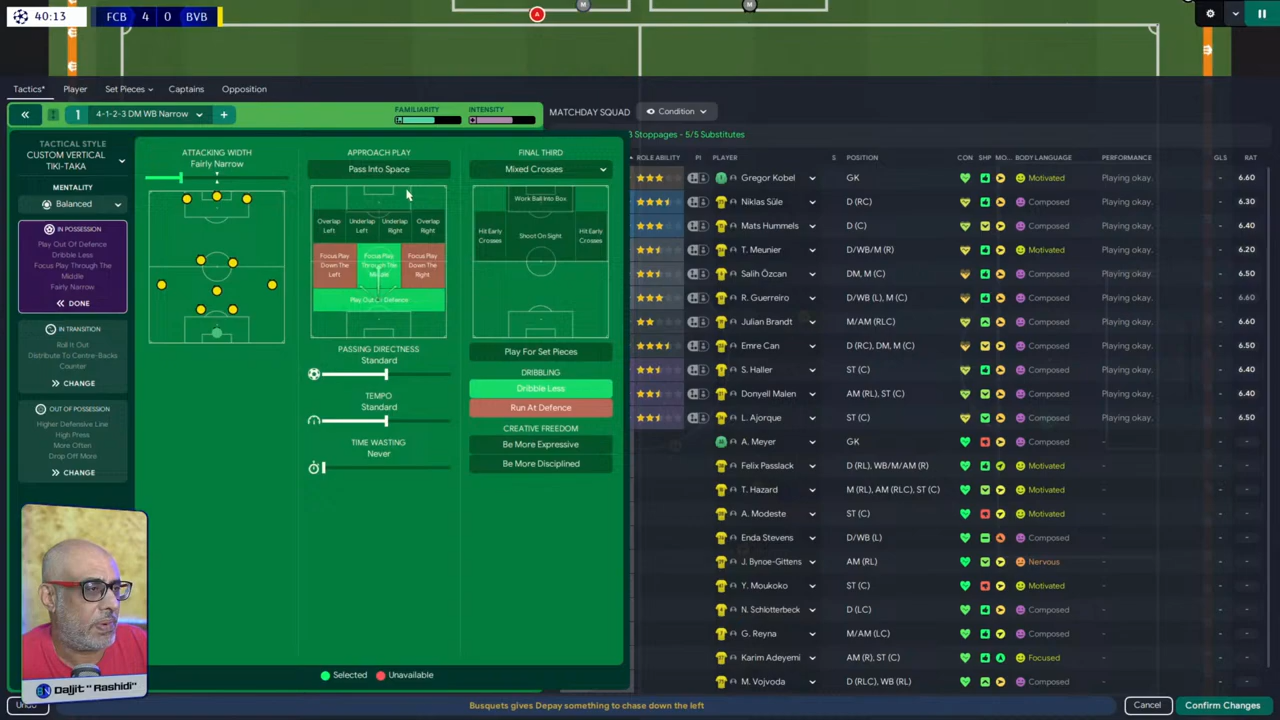 40:13 FCB 4 0 BVB
A M M
Tactics* Player Set Pieces Captains Opposition
1 4-1-2-3 DM WB Narrow + FAMILIARITY INTENSITY
MATCHDAY SQUAD Condition
3 Stoppages - 5/5 Substitutes
TACTICAL STYLE
CUSTOM VERTICAL
TIKI-TAKA
MENTALITY
Balanced
IN POSSESSION
Play Out Of Defence
Dribble Less
Focus Play Through The
Middle
Fairly Narrow
DONE
IN TRANSITION
Roll It Out
Distribute To Centre-Backs
Counter
CHANGE
OUT OF POSSESSION
Higher Defensive Line
High Press
More Often
Drop Off More
CHANGE
ATTACKING WIDTH
Fairly Narrow
APPROACH PLAY
Pass Into Space
Overlap Left
Underlap Left
Underlap Right
Overlap Right
Focus Play Down The Left
Focus Play Through The Middle
Focus Play Down The Right
Play Out Of Defence
PASSING DIRECTNESS
Standard
TEMPO
Standard
TIME WASTING
Never
FINAL THIRD
Mixed Crosses
Work Ball Into Box
Hit Early Crosses
Shoot On Sight
Hit Early Crosses
Play For Set Pieces
DRIBBLING
Dribble Less
Run At Defence
CREATIVE FREEDOM
Be More Expressive
Be More Disciplined
Selected Unavailable
ROLE ABILITY PI PLAYER S POSITION CON SHP MO... BODY LANGUAGE PERFORMANCE GLS RAT
Gregor Kobel GK Motivated Playing okay. - 6.60
Niklas Süle D (RC) Composed Playing okay. - 6.30
Mats Hummels D (C) Composed Playing okay. - 6.60
T. Meunier D/WB/M (R) Motivated Playing okay. - 6.20
Salih Özcan DM, M (C) Composed Playing okay. - 6.50
R. Guerreiro D/WB (L), M (C) Composed Playing okay. - 6.60
Julian Brandt M/AM (RLC) Composed Playing okay. - 6.60
Emre Can D (RC), DM, M (C) Composed Playing okay. - 6.50
S. Haller ST (C) Composed Playing okay. - 6.40
Donyell Malen AM (RL), ST (C) Composed Playing okay. - 6.40
L. Ajorque ST (C) Composed Playing okay. - 6.50
A. Meyer GK Composed - - -
Felix Passlack D (RL), WB/M/AM (R) Motivated - - -
T. Hazard M (RL), AM (RLC), ST (C) Motivated - - -
A. Modeste ST (C) Motivated - - -
Enda Stevens D/WB (L) Composed - - -
J. Bynoe-Gittens AM (RL) Nervous - - -
Y. Moukoko ST (C) Motivated - - -
N. Schlotterbeck D (LC) Composed - - -
G. Reyna M/AM (LC) Composed - - -
Karim Adeyemi AM (R), ST (C) Focused - - -
M. Vojvoda D (RLC), WB (RL) Composed - - -
Daljit "Rashidi"
Undo Busquets gives Depay something to chase down the left Cancel Confirm Changes